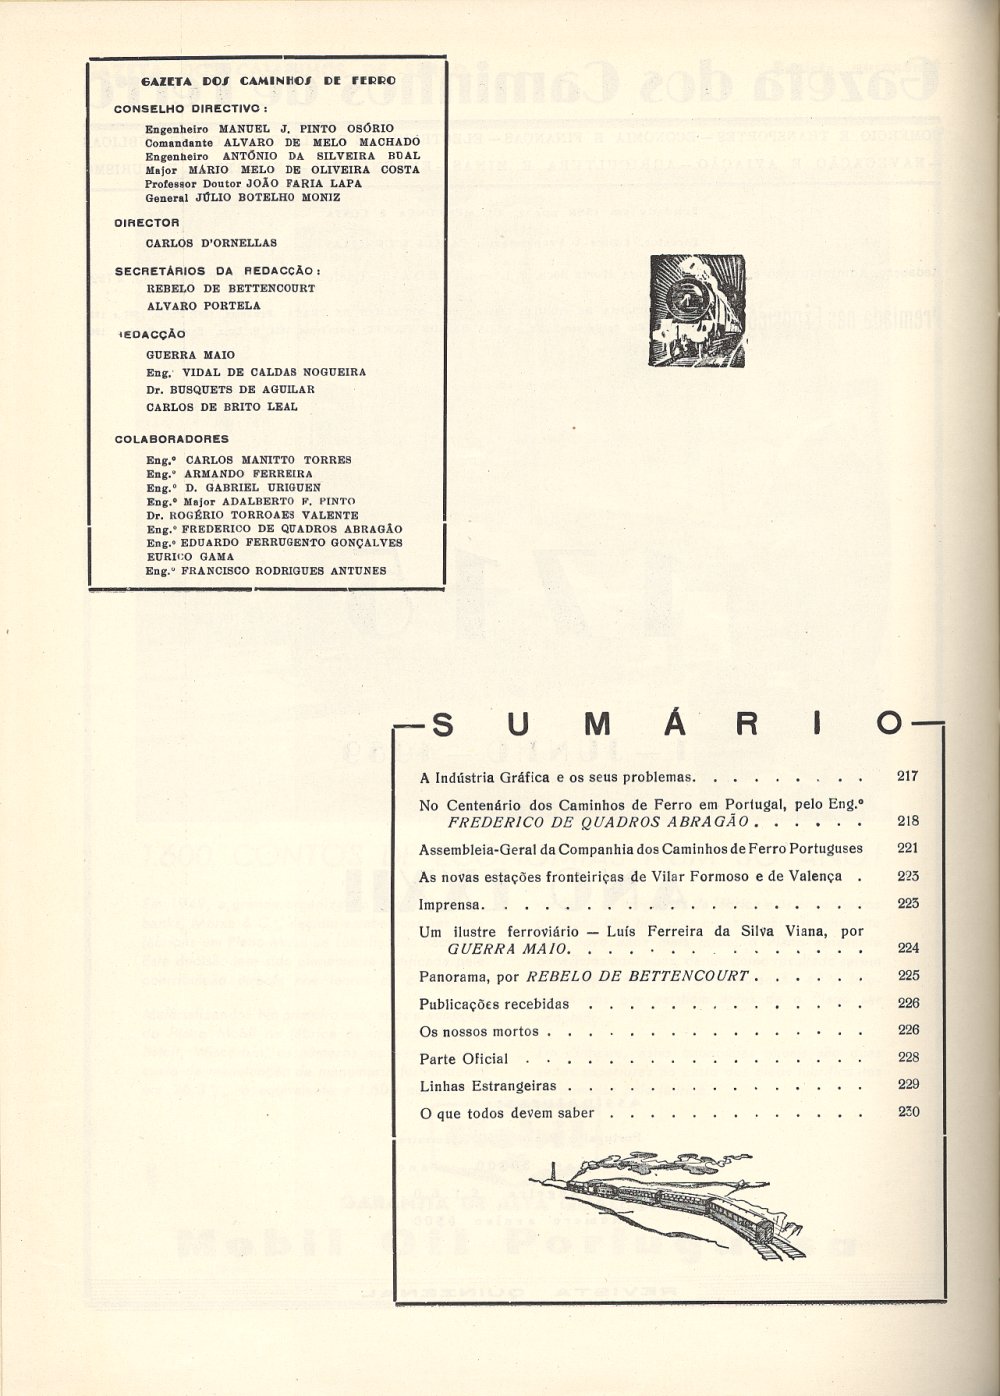 GAZETA DOS CAMINHOS DE FERRO
CONSELHO DIRECTIVO:
Engenheiro MANUEL J. PINTO OSÓRIO
Comandante ALVARO DE MELO MACHADO
Engenheiro ANTÓNIO DA SILVEIRA BUAL
Major MÁRIO MELO DE OLIVEIRA COSTA
Professor Doutor JOÃO FARIA LAPA
General JÚLIO BOTELHO MONIZ
DIRECTOR
CARLOS D'ORNELLAS
SECRETÁRIOS DA REDACÇÃO:
REBELO DE BETTENCOURT
ALVARO PORTELA
REDACÇÃO
GUERRA MAIO
Eng. VIDAL DE CALDAS NOGUEIRA
Dr. BUSQUETS DE AGUILAR
CARLOS DE BRITO LEAL
COLABORADORES
Eng.º CARLOS MANITTO TORRES
Eng.º ARMANDO FERREIRA
Eng.º D. GABRIEL URIGUEN
Eng.º Major ADALBERTO F. PINTO
Dr. ROGÉRIO TORROAES VALENTE
Eng.º FREDERICO DE QUADROS ABRAGÃO
Eng.º EDUARDO FERRUGENTO GONÇALVES
EURICO GAMA
Eng.º FRANCISCO RODRIGUES ANTUNES
SUMÁRIO
A Indústria Gráfica e os seus problemas. . . . . . . . 217
No Centenário dos Caminhos de Ferro em Portugal, pelo Eng.º
FREDERICO DE QUADROS ABRAGÃO . . . . . . 218
Assembleia-Geral da Companhia dos Caminhos de Ferro Portuguses 221
As novas estações fronteiriças de Vilar Formoso e de Valença . 223
Imprensa. . . . . . . . . . . . . . . . . . 223
Um ilustre ferroviário — Luís Ferreira da Silva Viana, por
GUERRA MAIO. . . . . . . . . . . . . . 224
Panorama, por REBELO DE BETTENCOURT . . . . . . 225
Publicações recebidas . . . . . . . . . . . . . 226
Os nossos mortos . . . . . . . . . . . . . . . 226
Parte Oficial . . . . . . . . . . . . . . . . 228
Linhas Estrangeiras . . . . . . . . . . . . . . 229
O que todos devem saber . . . . . . . . . . . . 230